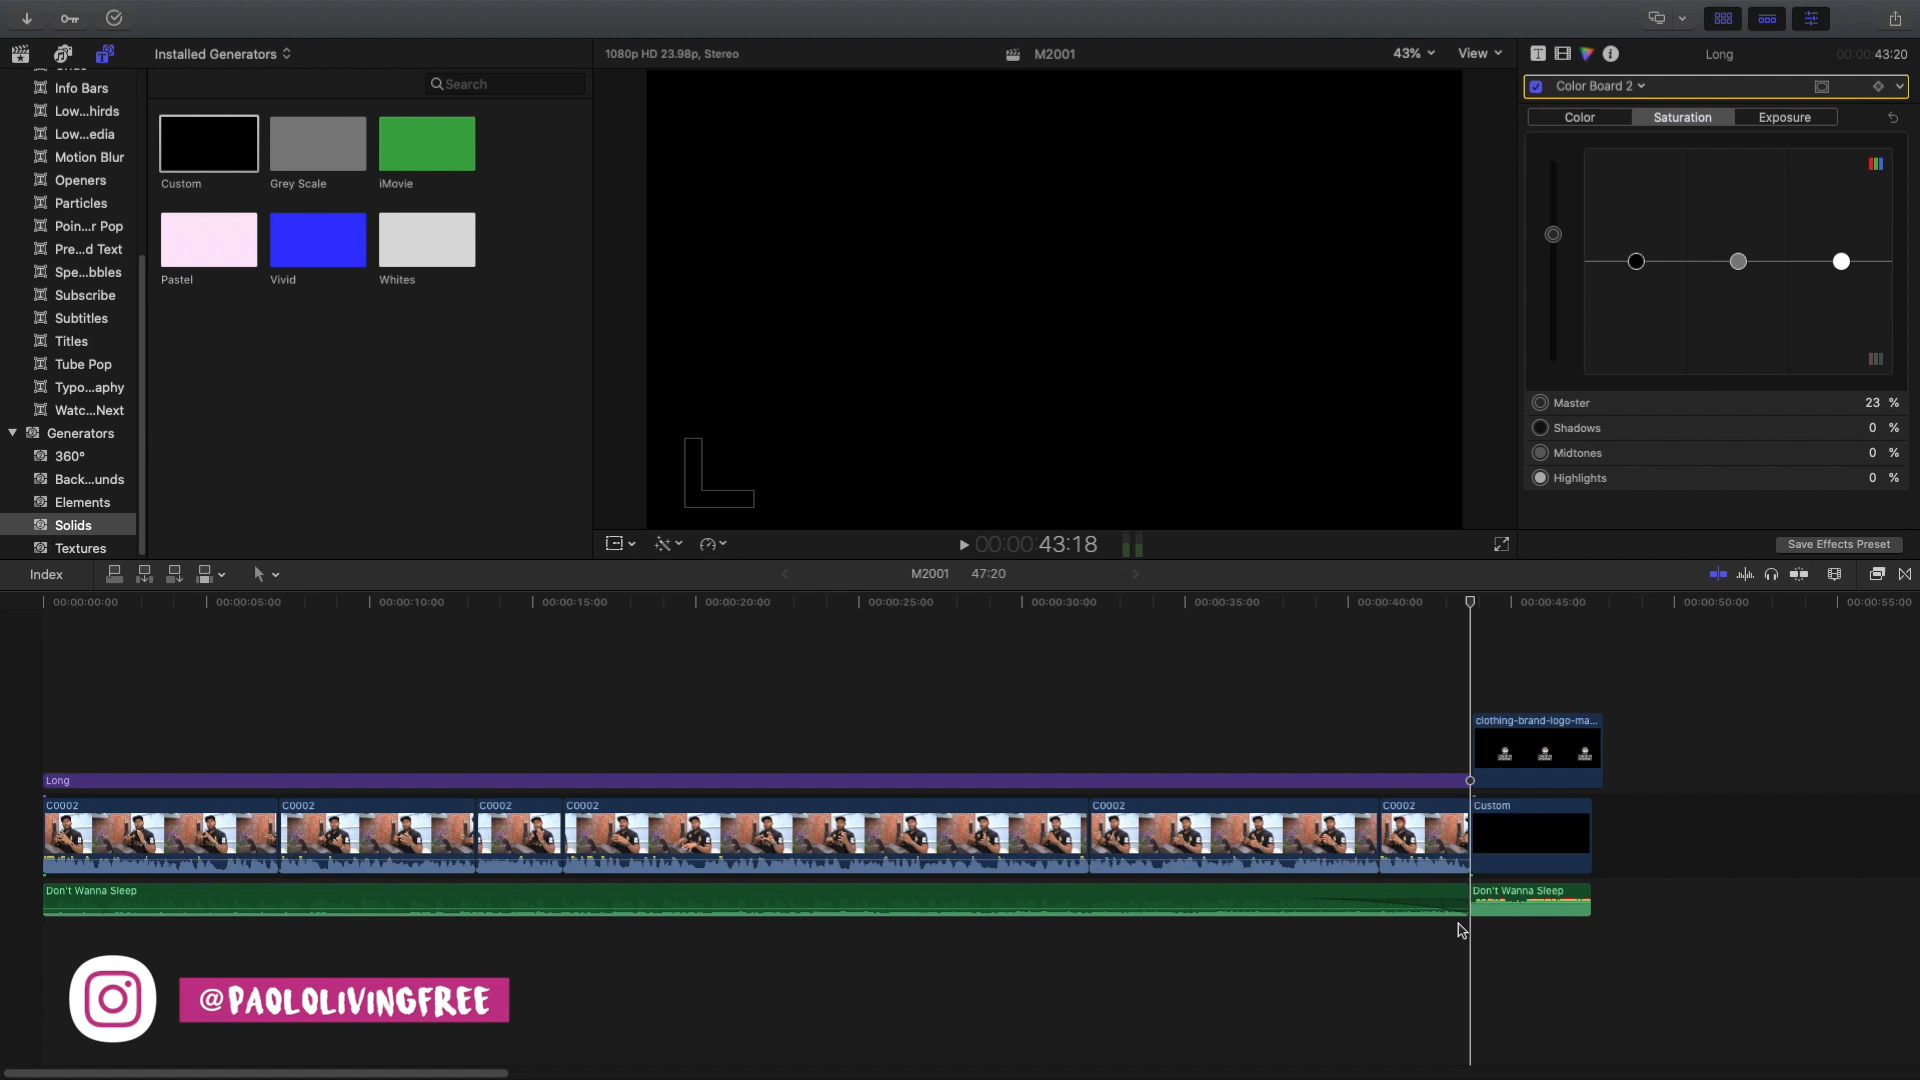 Installed Generators
1080p HD 23.98p, Stereo
M2001
43%
View
Long
00:00:43:20
Search
Color Board 2
Info Bars
Low...hirds
Low...edia
Motion Blur
Openers
Particles
Poin...r Pop
Pre...d Text
Spe...bbles
Subscribe
Subtitles
Titles
Tube Pop
Typo...aphy
Watc...Next
Generators
360°
Back...unds
Elements
Solids
Textures
Custom
Grey Scale
iMovie
Pastel
Vivid
Whites
Color
Saturation
Exposure
Master 23 %
Shadows 0 %
Midtones 0 %
Highlights 0 %
Save Effects Preset
00:00:43:18
Index
M2001 47:20
00:00:00:00
00:00:05:00
00:00:10:00
00:00:15:00
00:00:20:00
00:00:25:00
00:00:30:00
00:00:35:00
00:00:40:00
00:00:45:00
00:00:50:00
00:00:55:00
clothing-brand-logo-ma...
Long
C0002
C0002
C0002
C0002
C0002
C0002
Custom
Don't Wanna Sleep
Don't Wanna Sleep
@PAOLOLIVINGFREE